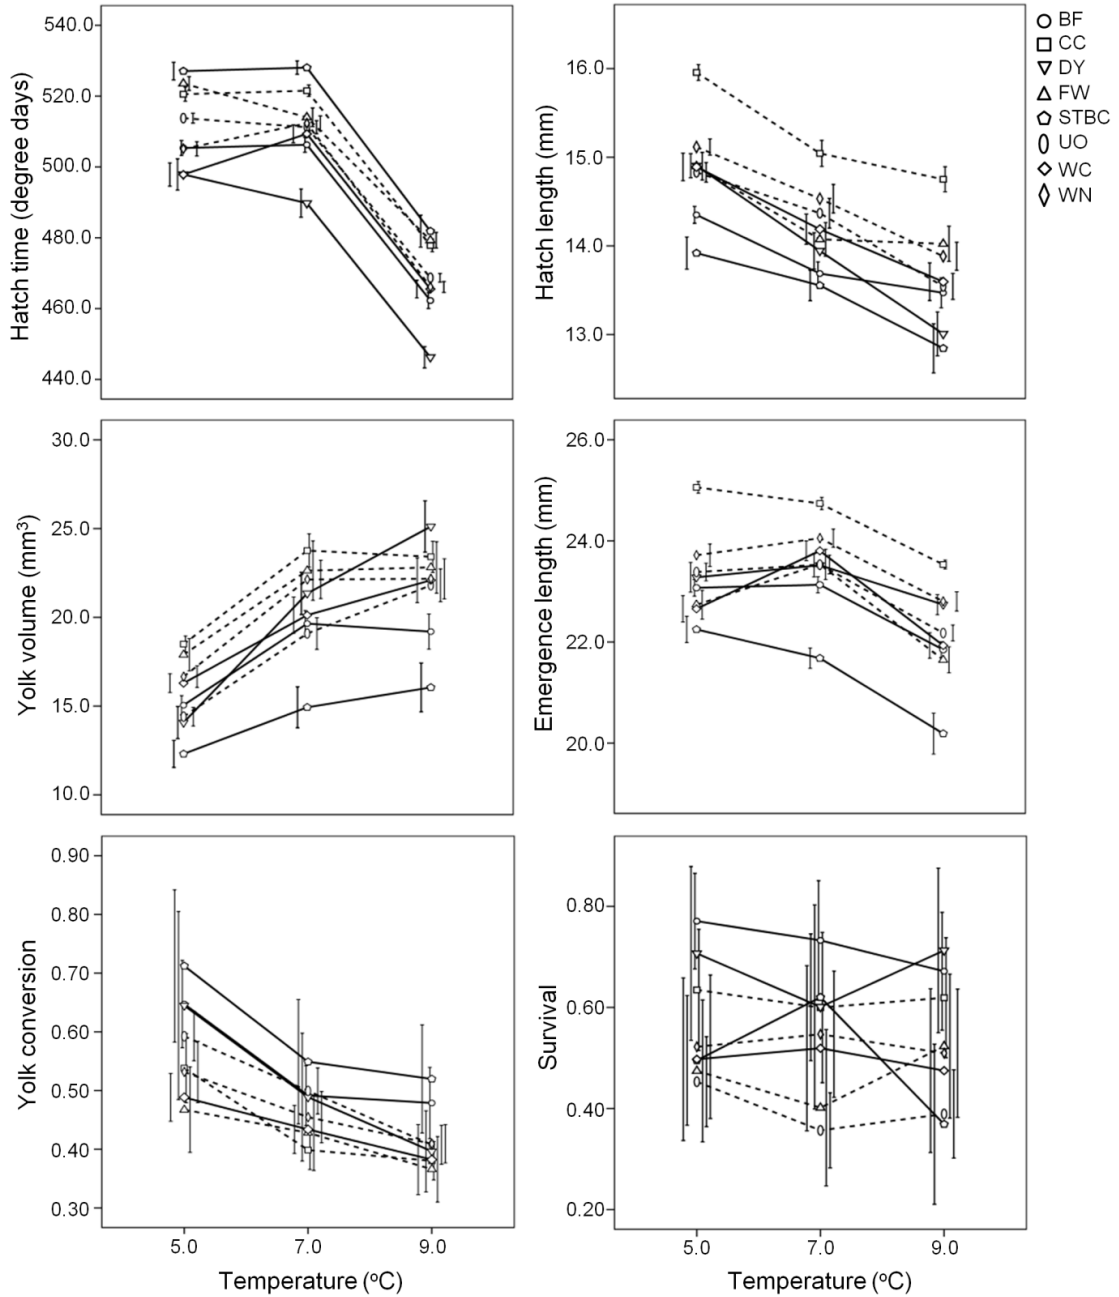 540.0
520.0
500.0
480.0
460.0
440.0
Hatch time (degree days)
16.0
15.0
14.0
13.0
Hatch length (mm)
BF
CC
DY
FW
STBC
UO
WC
WN
30.0
25.0
20.0
15.0
10.0
Yolk volume (mm³)
26.0
24.0
22.0
20.0
Emergence length (mm)
0.90
0.80
0.70
0.60
0.50
0.40
0.30
Yolk conversion
5.0 7.0 9.0
Temperature (ºC)
0.80
0.60
0.40
0.20
Survival
5.0 7.0 9.0
Temperature (ºC)